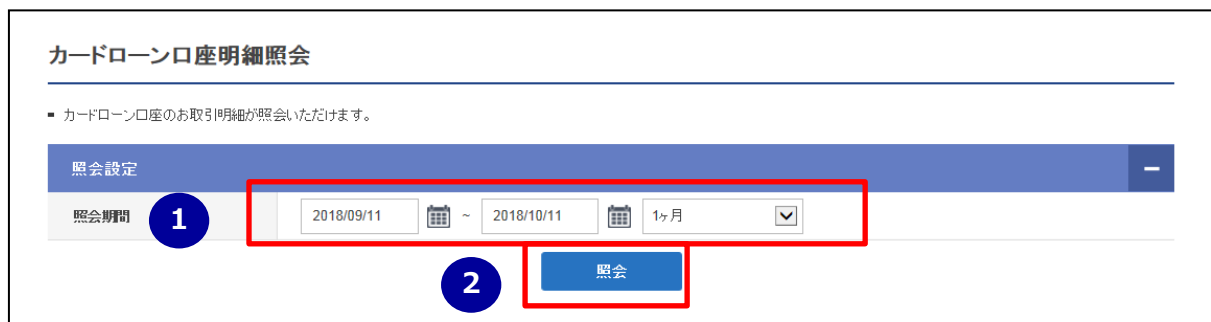 カードローン口座明細照会
▪ カードローン口座のお取引明細が照会いただけます。
照会設定
照会期間 1 2018/09/11 ~ 2018/10/11 1ヶ月
2 照会